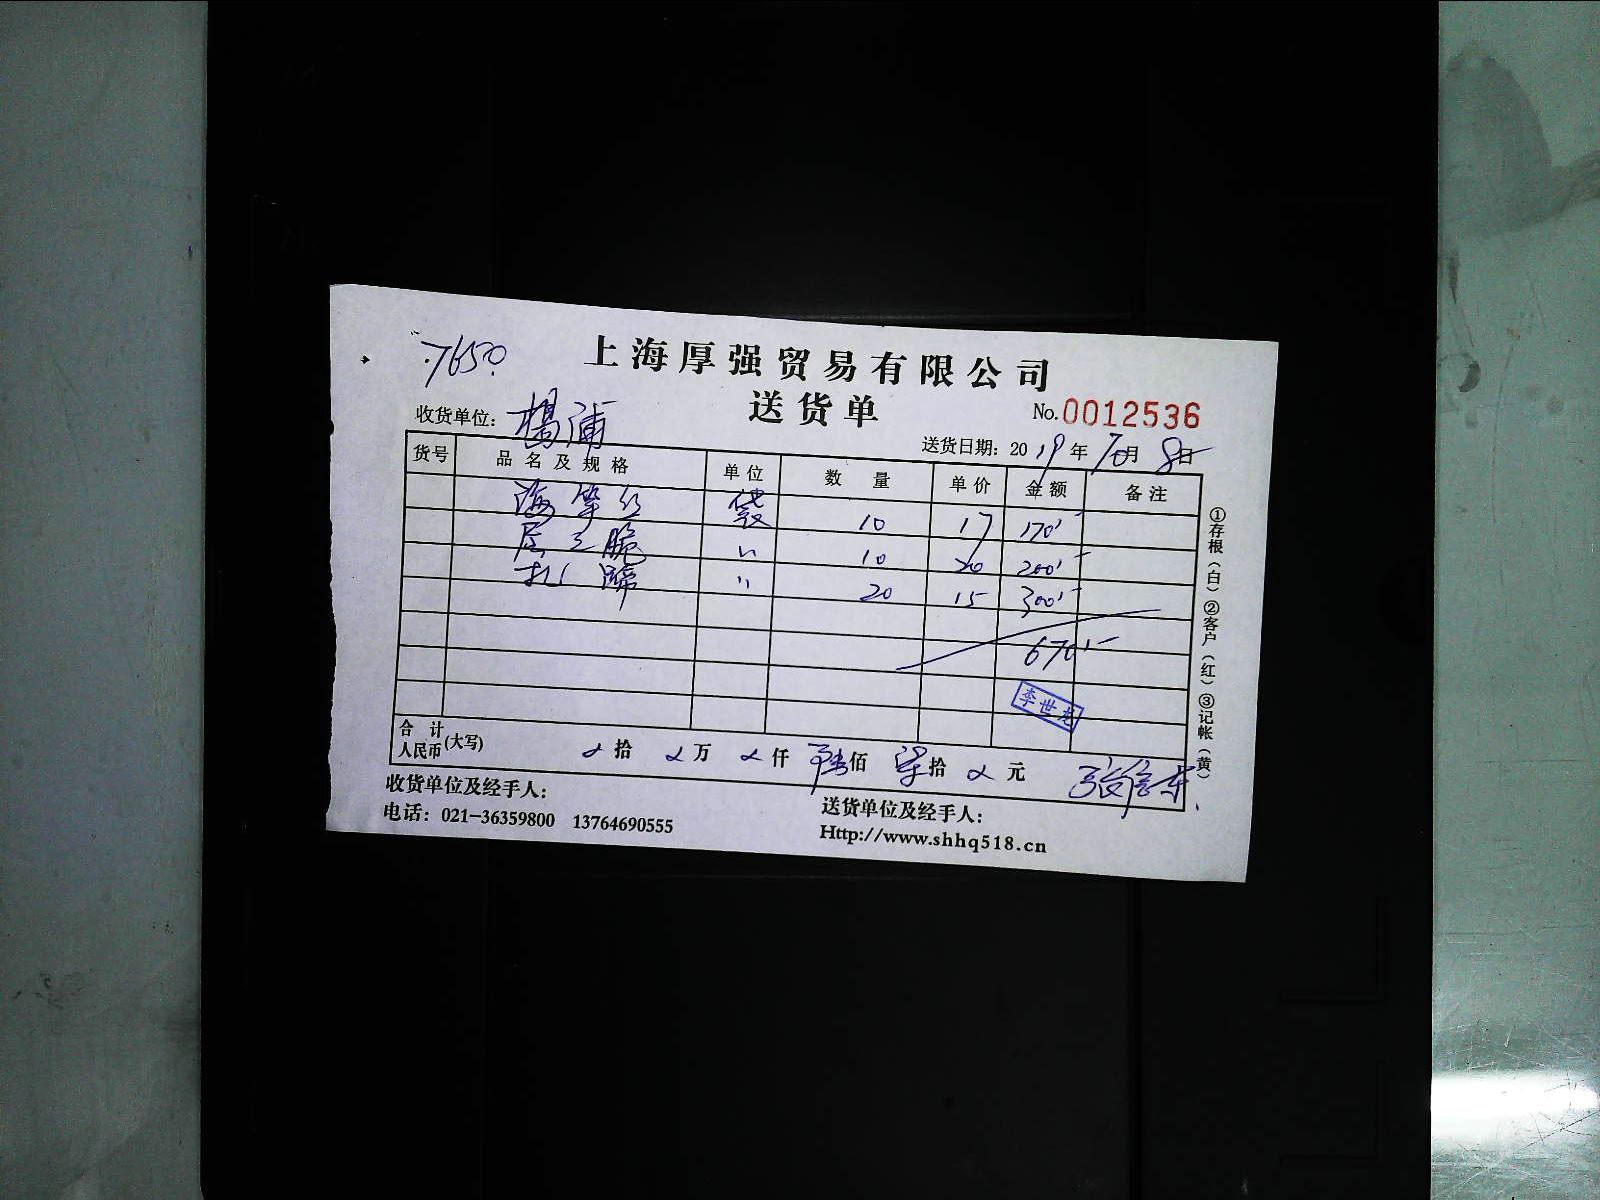 7650
上海厚强贸易有限公司
送货单
No.0012536
收货单位：楊浦
送货日期：2019年10月8日
货号 品名及规格 单位 数量 单价 金额 备注
海笋丝 袋 10 17 170
〃 10 20 200
扎蹄 〃 20 15 300
670
李世龙
合计人民币(大写) 拾 万 仟 陆佰 柒拾 元
收货单位及经手人：
送货单位及经手人：
电话：021-36359800 13764690555
Http://www.shhq518.cn
①存根（白）②客户（红）③记帐（黄）